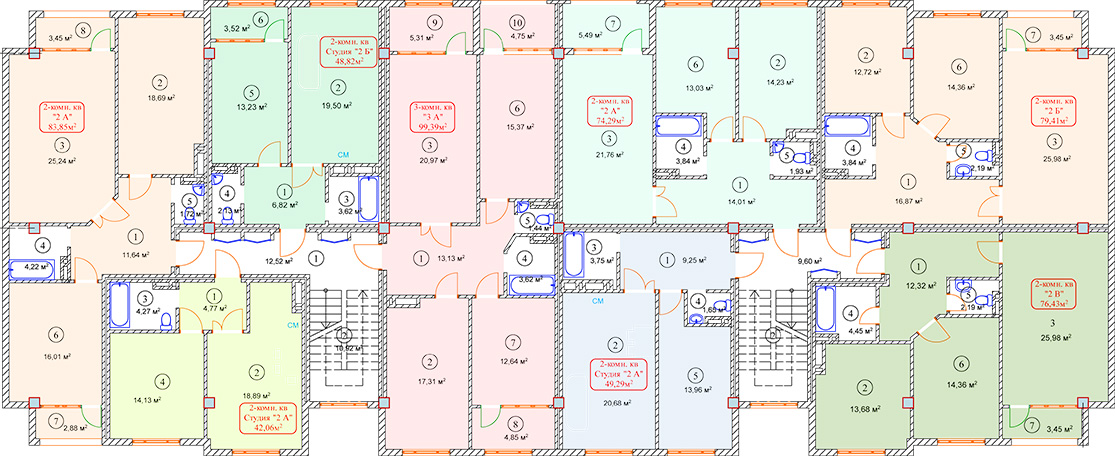 8
3,45 м²
2
18,69 м²
2-комн. кв
"2 А"
83,85м²
3
25,24 м²
5
1,72 м²
1
11,64 м²
4
4,22 м²
6
16,01 м²
7
2,88 м²
6
3,52 м²
5
13,23 м²
2-комн. кв
Студия "2 Б"
48,82м²
2
19,50 м²
СМ
4
2,13 м²
1
6,82 м²
3
3,62 м²
12,52 м²
1
3
4,27 м²
1
4,77 м²
СМ
4
14,13 м²
2
18,89 м²
2-комн. кв
Студия "2 А"
42,06м²
10,92 м²
9
5,31 м²
10
4,75 м²
3-комн. кв
"3 А"
99,39м²
3
20,97 м²
6
15,37 м²
5
1,44 м²
1
13,13 м²
4
3,62 м²
2
17,31 м²
7
12,64 м²
8
4,85 м²
7
5,49 м²
6
13,03 м²
2
14,23 м²
2-комн. кв
"2 А"
74,29м²
3
21,76 м²
4
3,84 м²
5
1,93 м²
1
14,01 м²
3
3,75 м²
1
9,25 м²
СМ
4
1,65 м²
2
2-комн. кв
Студия "2 А"
49,29м²
20,68 м²
5
13,96 м²
1
9,60 м²
2
12,72 м²
6
14,36 м²
7
3,45 м²
2-комн. кв
"2 Б"
79,41м²
3
25,98 м²
4
3,84 м²
5
2,19 м²
1
16,87 м²
1
12,32 м²
5
2,19 м²
4
4,45 м²
2-комн. кв
"2 В"
76,43м²
3
25,98 м²
2
13,68 м²
6
14,36 м²
7
3,45 м²